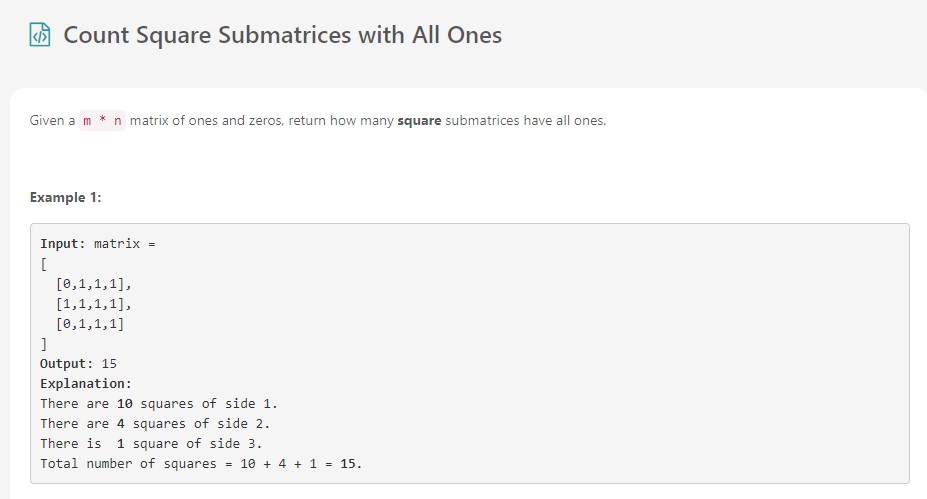 Count Square Submatrices with All Ones
Given a m * n matrix of ones and zeros, return how many square submatrices have all ones.
Example 1:
Input: matrix =
[
  [0,1,1,1],
  [1,1,1,1],
  [0,1,1,1]
]
Output: 15
Explanation:
There are 10 squares of side 1.
There are 4 squares of side 2.
There is  1 square of side 3.
Total number of squares = 10 + 4 + 1 = 15.